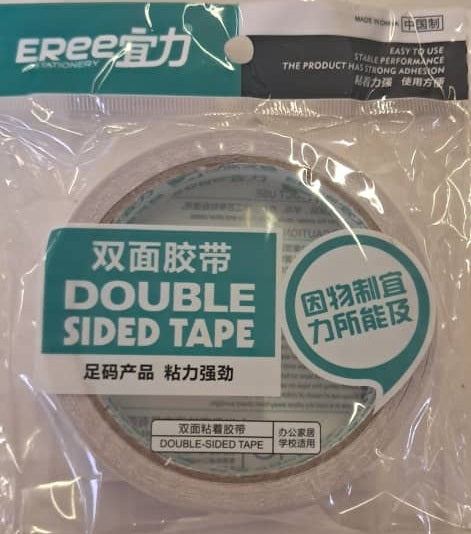 EREE宜力
STATIONERY
MADE IN CHINA 中国制
EASY TO USE
STABLE PERFORMANCE
THE PRODUCT HAS STRONG ADHESION
粘着力强 使用方便
双面胶带
DOUBLE
SIDED TAPE
足码产品 粘力强劲
因物制宜
力所能及
双面粘着胶带
DOUBLE-SIDED TAPE
办公家居
学校适用